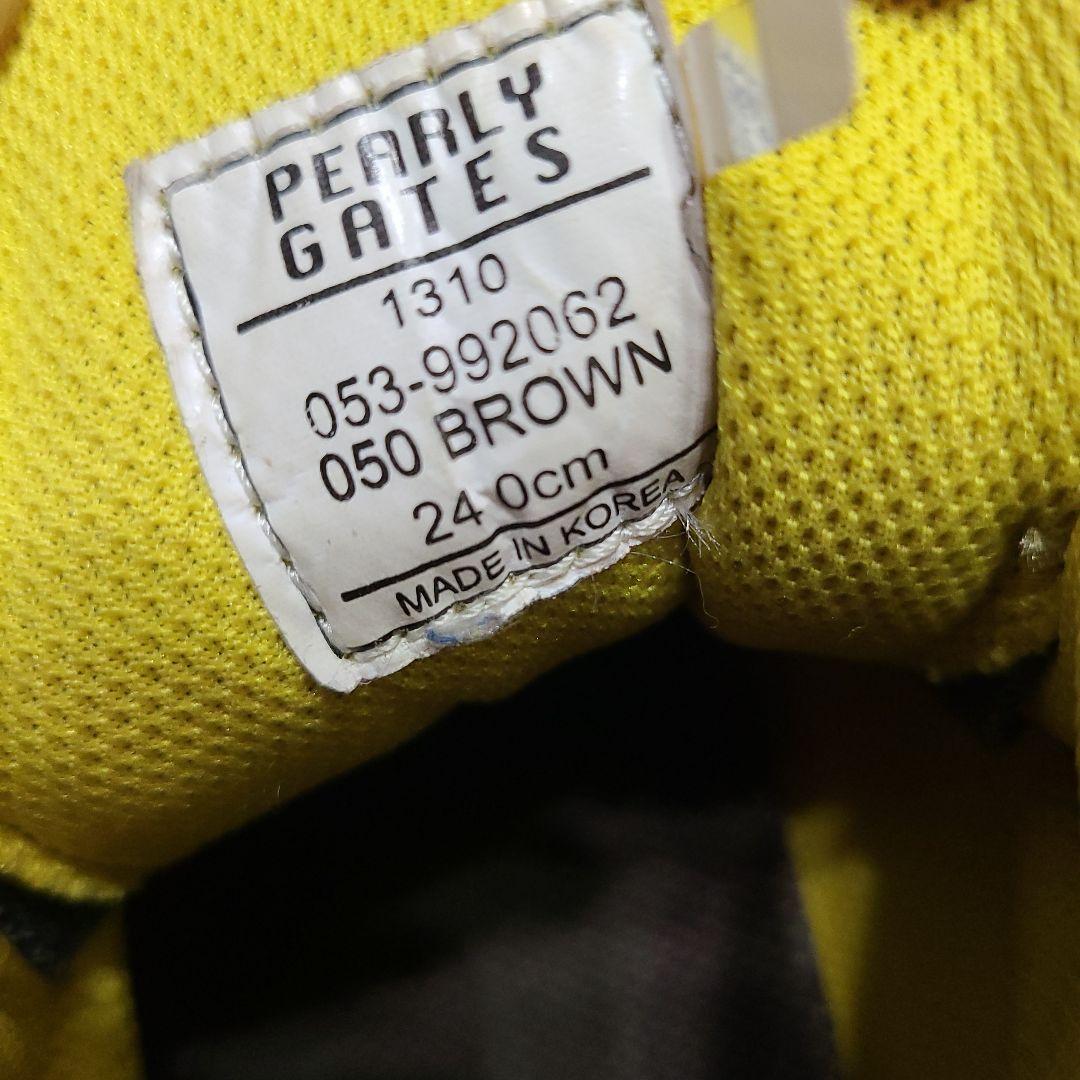 PEARLY
GATES
1310
053-992062
050 BROWN
24.0cm
MADE IN KOREA